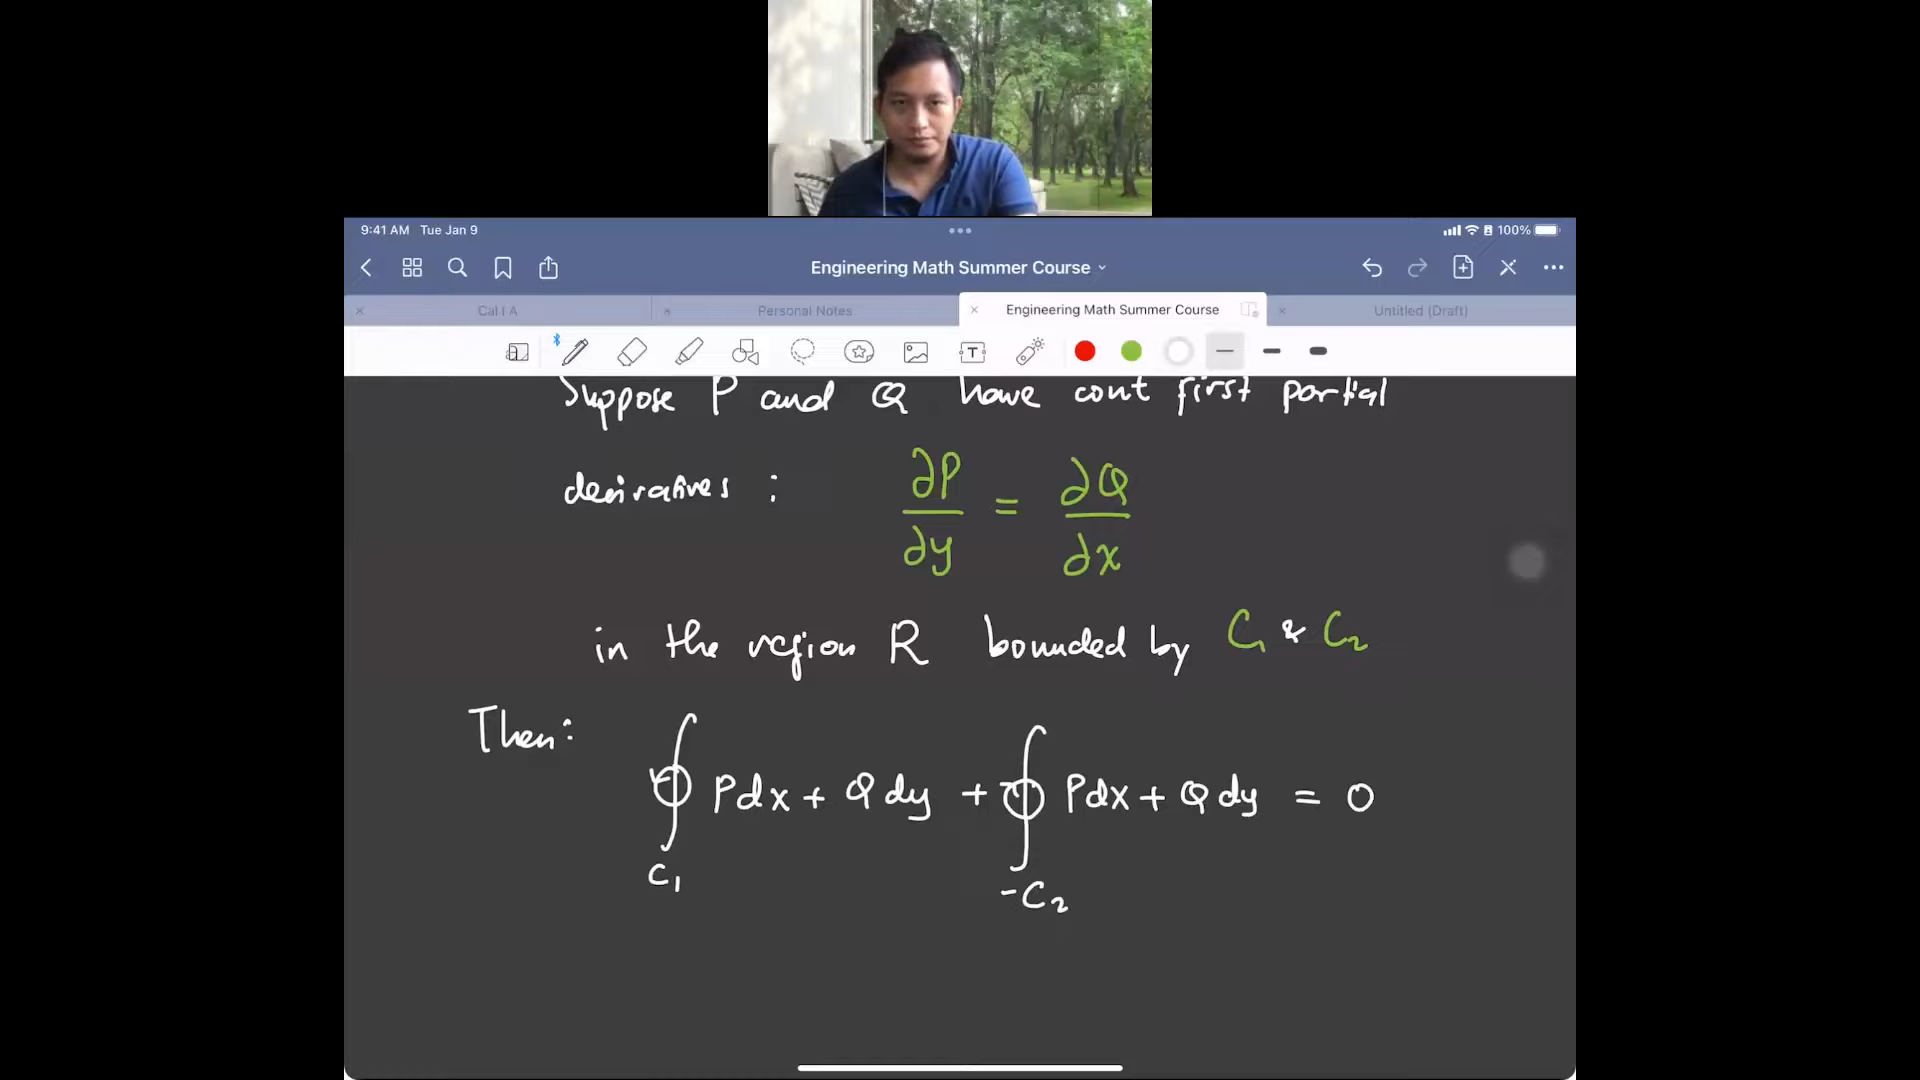 9:41 AM Tue Jan 9
100%
Engineering Math Summer Course
Cal I A
Personal Notes
Engineering Math Summer Course
Untitled (Draft)
Suppose P and Q have cont first partial
derivatives : ∂P/∂y = ∂Q/∂x
in the region R bounded by C₁ & C₂
Then:
∮_C₁ Pdx + Qdy + ∮_-C₂ Pdx + Qdy = 0